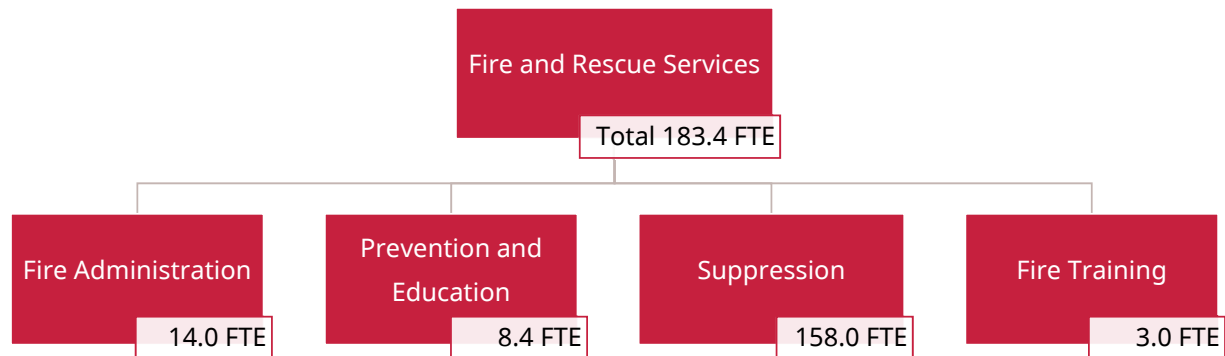 Fire and Rescue Services
Total 183.4 FTE
Fire Administration
14.0 FTE
Prevention and
Education
8.4 FTE
Suppression
158.0 FTE
Fire Training
3.0 FTE